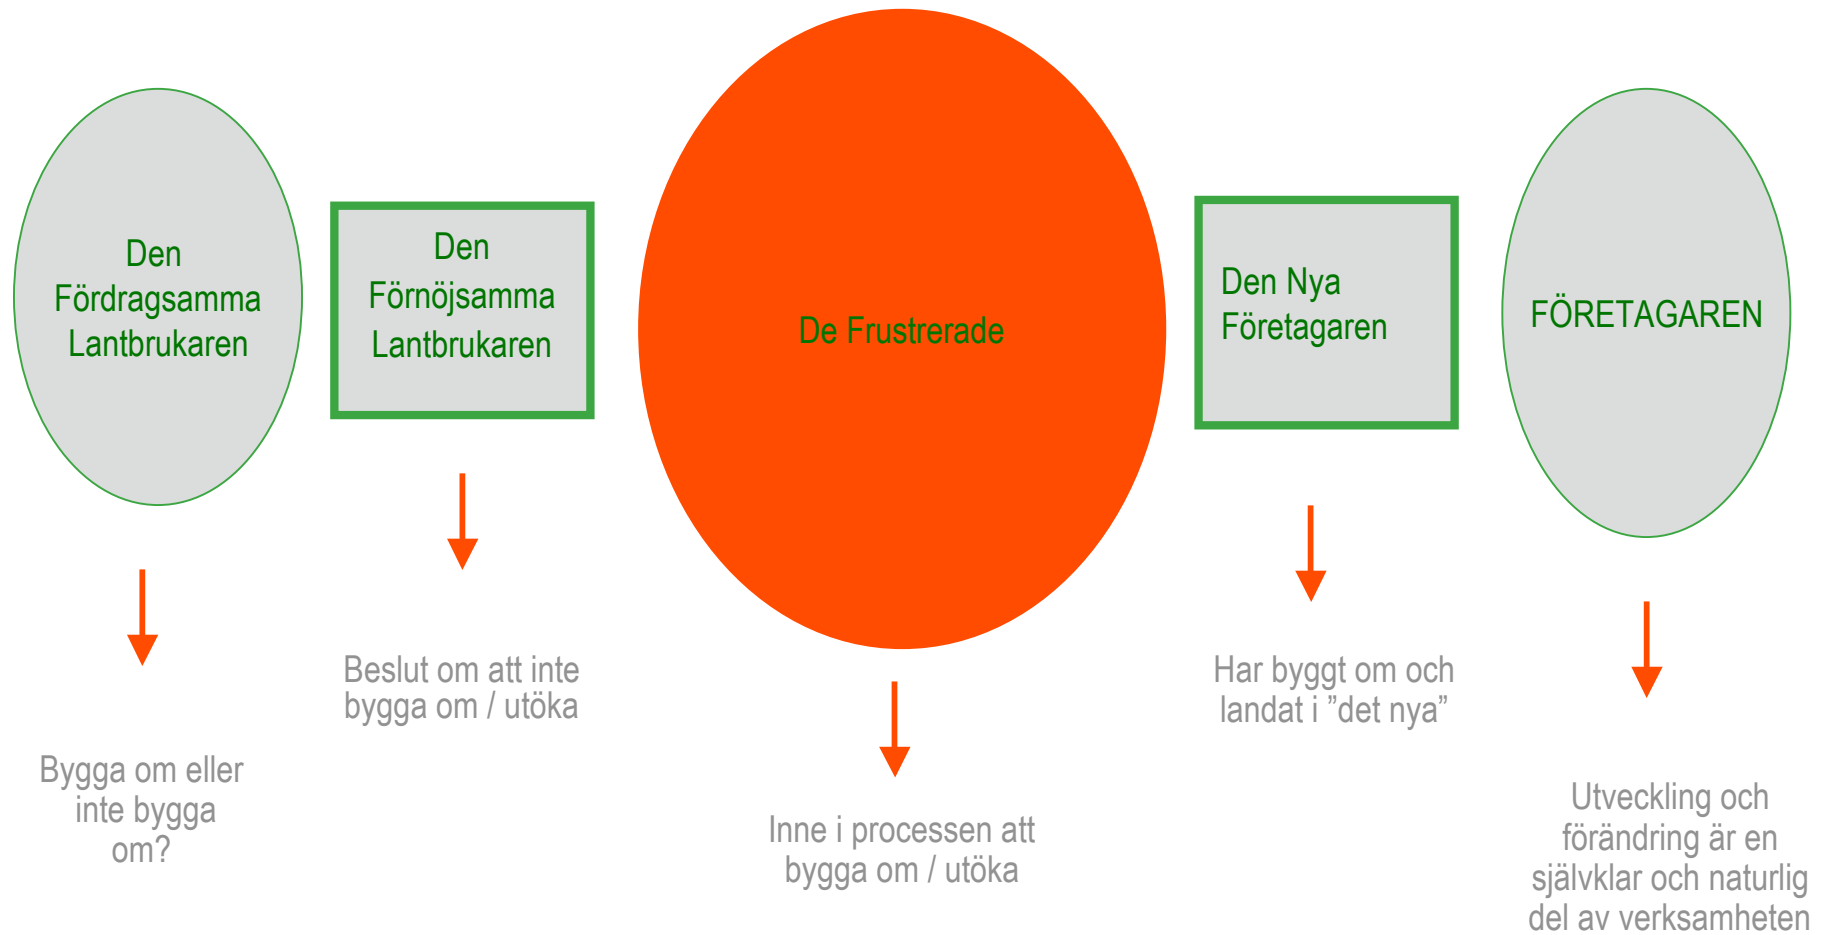 Den
Fördragsamma
Lantbrukaren
Den
Förnöjsamma
Lantbrukaren
De Frustrerade
Den Nya
Företagaren
FÖRETAGAREN
Bygga om eller
inte bygga
om?
Beslut om att inte
bygga om / utöka
Inne i processen att
bygga om / utöka
Har byggt om och
landat i ”det nya”
Utveckling och
förändring är en
självklar och naturlig
del av verksamheten